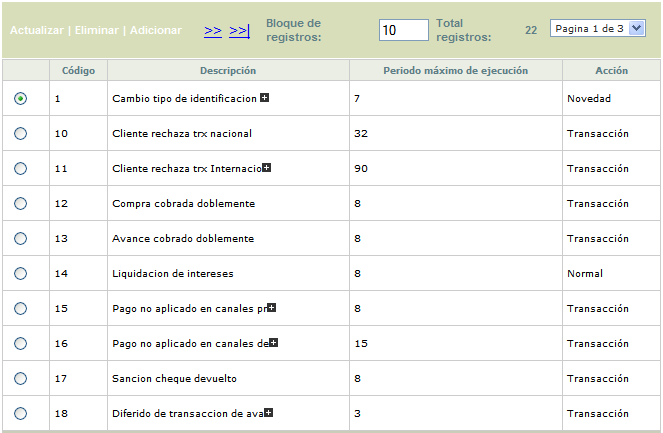 Actualizar | Eliminar | Adicionar >> >>| Bloque de registros: 10 Total registros: 22 Pagina 1 de 3
Código Descripción Periodo máximo de ejecución Acción
1 Cambio tipo de identificacion 7 Novedad
10 Cliente rechaza trx nacional 32 Transacción
11 Cliente rechaza trx Internacio 90 Transacción
12 Compra cobrada doblemente 8 Transacción
13 Avance cobrado doblemente 8 Transacción
14 Liquidacion de intereses 8 Normal
15 Pago no aplicado en canales pr 8 Transacción
16 Pago no aplicado en canales de 15 Transacción
17 Sancion cheque devuelto 8 Transacción
18 Diferido de transaccion de ava 3 Transacción